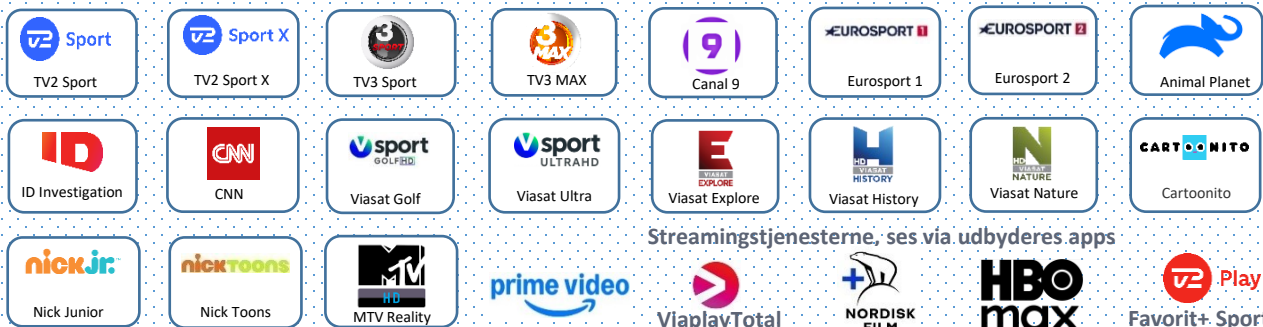 TV2 Sport
TV2 Sport X
3 SPORT
3 MAX
9
EUROSPORT 1
EUROSPORT 2
TV2 Sport
TV2 Sport X
TV3 Sport
TV3 MAX
Canal 9
Eurosport 1
Eurosport 2
Animal Planet
ID
CNN
V sport GOLF HD
V sport ULTRAHD
E VIASAT EXPLORE
H HD VIASAT HISTORY
N HD VIASAT NATURE
CARTOONITO
ID Investigation
CNN
Viasat Golf
Viasat Ultra
Viasat Explore
Viasat History
Viasat Nature
Cartoonito
Streamingstjenesterne, ses via udbyderes apps
nick jr.
nicktoons
MTV HD
prime video
NORDISK FILM
HBO max
TV2 Play
Nick Junior
Nick Toons
MTV Reality
ViaplayTotal
Favorit+ Sport